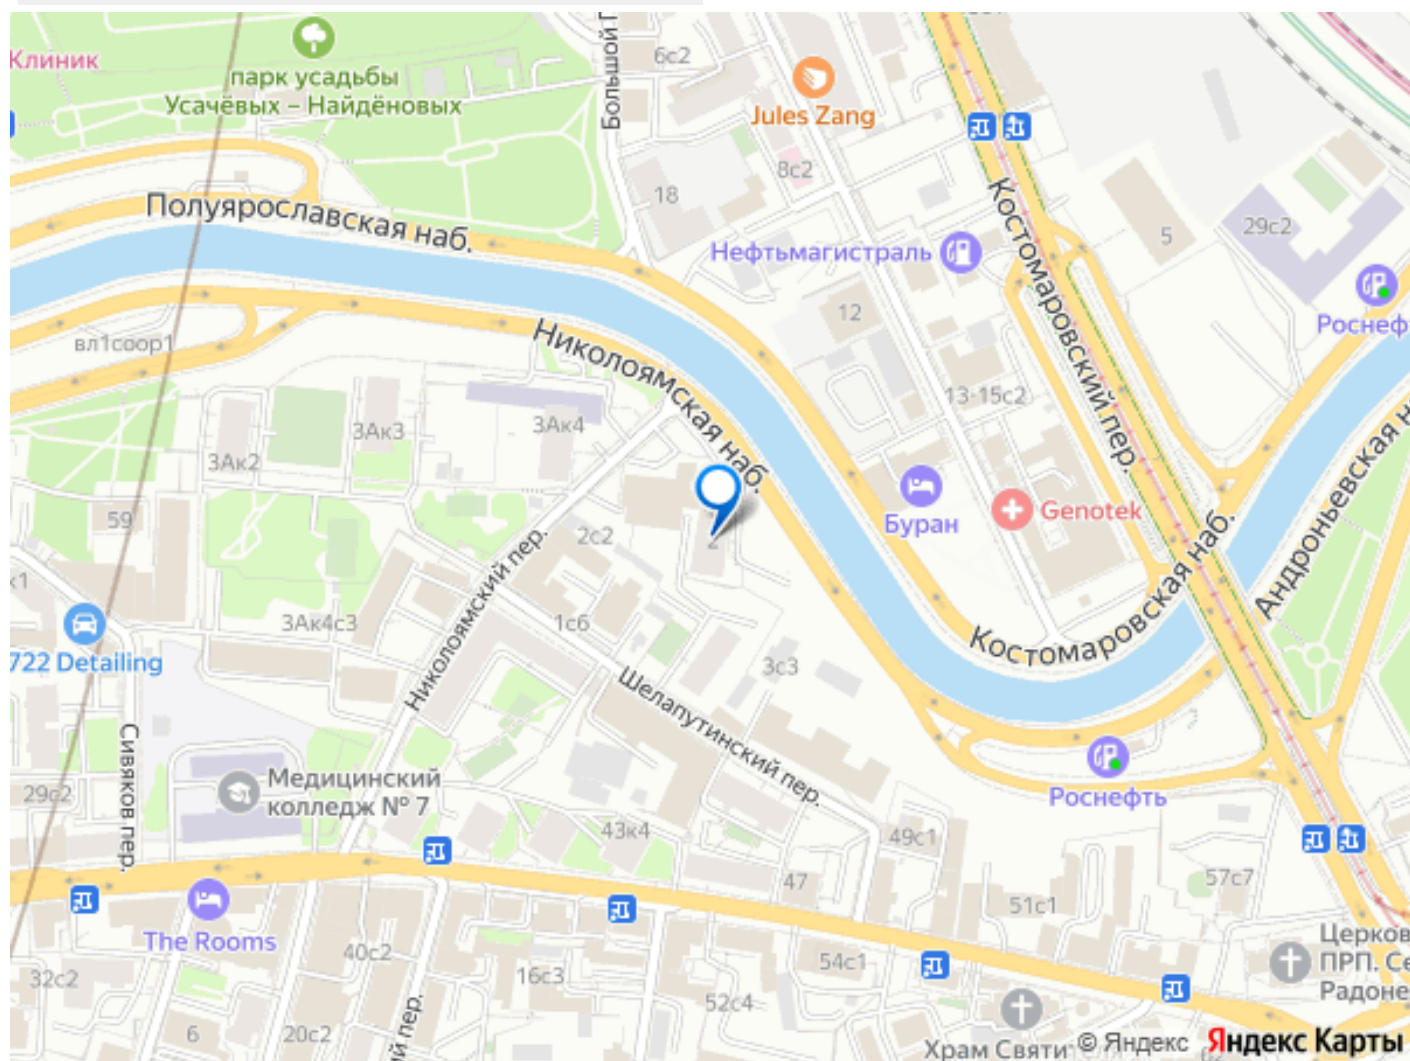 Клиник
парк усадьбы
Усачёвых – Найдёновых
Большой
6с2
Jules Zang
8с2
18
Полуярославская наб.
Нефтьмагистраль
Костомаровский пер.
5
29с2
Роснефть
12
вл1соор1
Николоямская наб.
13-15с2
3Ак3
3Ак4
3Ак2
59
Буран
Genotek
2с2
2
Николоямский пер.
Костомаровская наб.
Андроньевская
1с6
3Ак4с3
722 Detailing
3с3
Шелапутинский пер.
Сивяков пер.
Медицинский
колледж № 7
29с2
Роснефть
43к4
49с1
47
57с7
51с1
The Rooms
40с2
54с1
Церков
ПРП. Се
Радоне
32с2
16с3
52с4
6
20с2
ий пер.
Храм Святи
© Яндекс Яндекс Карты